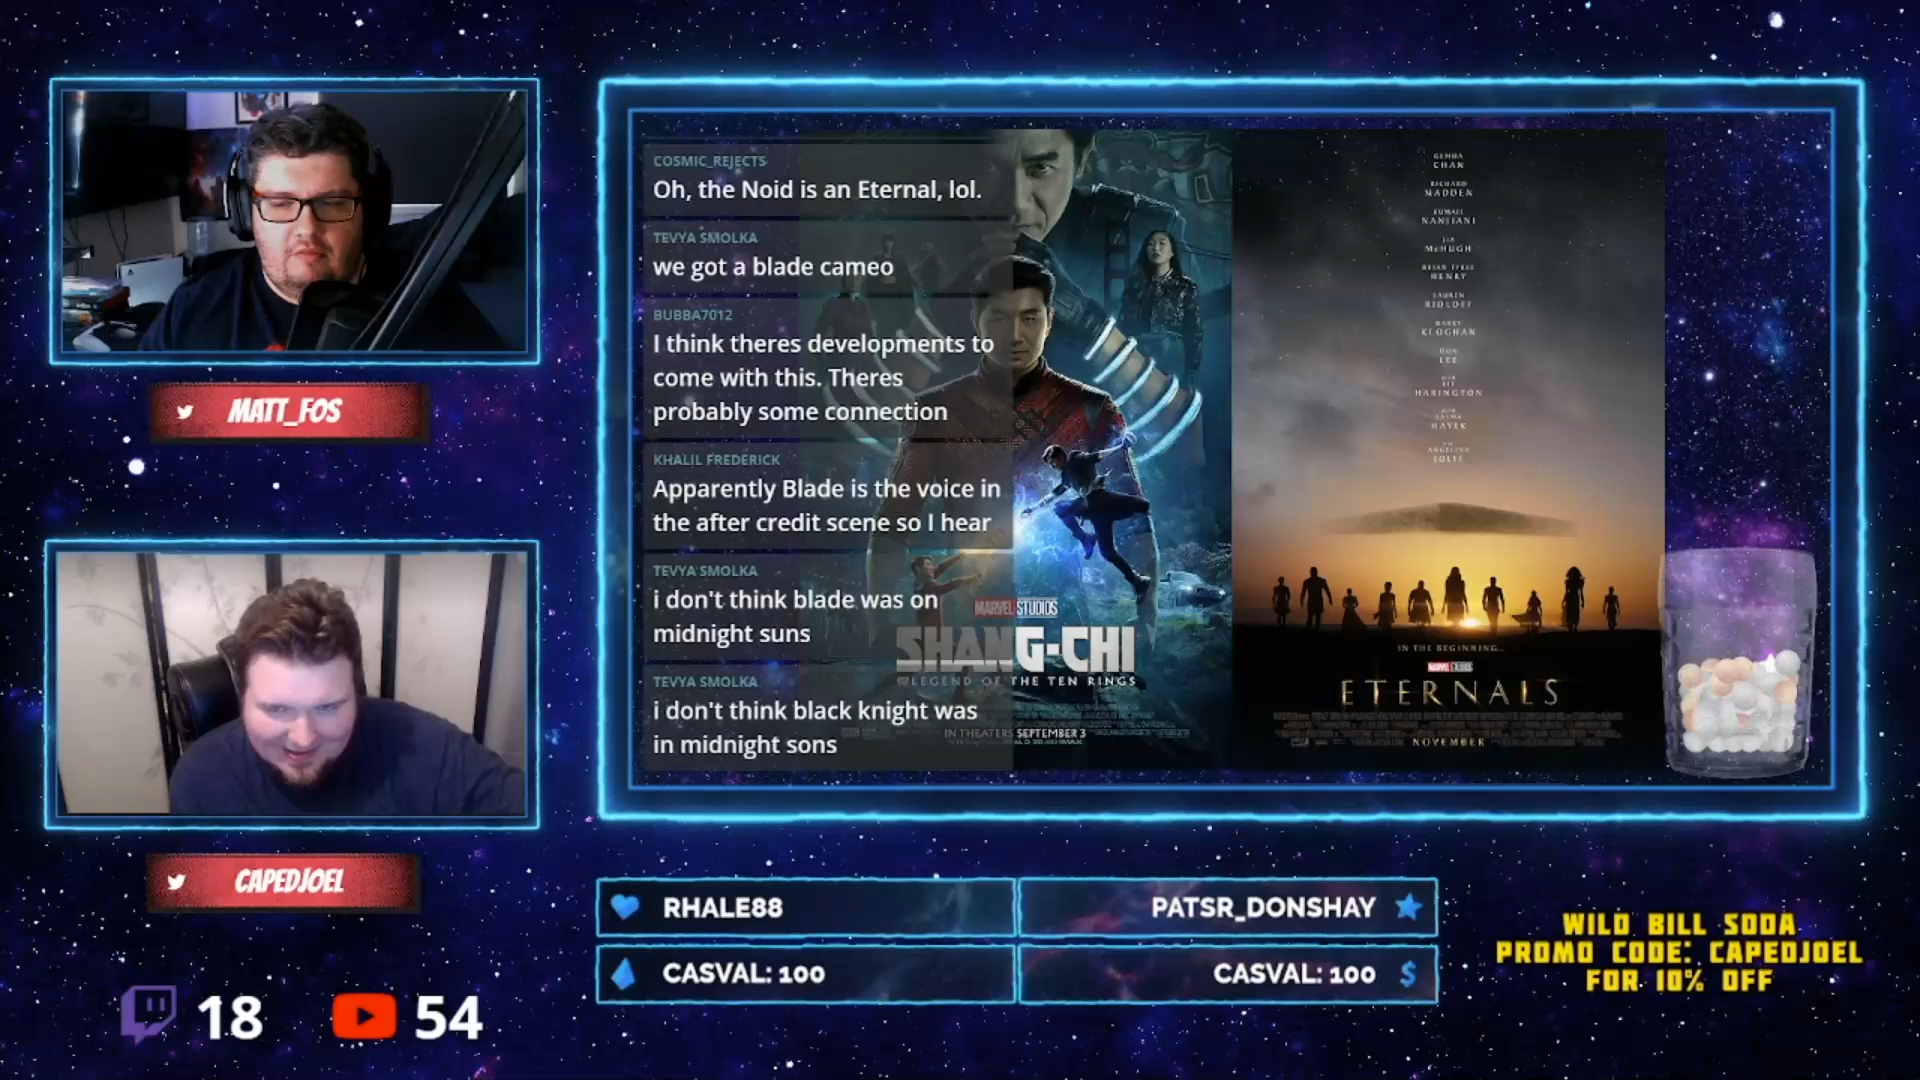 COSMIC_REJECTS
Oh, the Noid is an Eternal, lol.
TEVYA SMOLKA
we got a blade cameo
BUBBA7012
I think theres developments to
come with this. Theres
probably some connection
KHALIL FREDERICK
Apparently Blade is the voice in
the after credit scene so I hear
TEVYA SMOLKA
i don't think blade was on
midnight suns
TEVYA SMOLKA
i don't think black knight was
in midnight sons
MARVEL STUDIOS
SHANG-CHI
LEGEND OF THE TEN RINGS
IN THEATERS SEPTEMBER 3
GEMMA
CHAN
RICHARD
MADDEN
KUMAIL
NANJIANI
LIA
McHUGH
BRIAN TYREE
HENRY
LAUREN
RIDLOFF
BARRY
KEOGHAN
DON
LEE
KIT
HARINGTON
SALMA
HAYEK
ANGELINA
JOLIE
IN THE BEGINNING...
MARVEL STUDIOS
ETERNALS
NOVEMBER
MATT_FOS
CAPEDJOEL
18
54
RHALE88
PATSR_DONSHAY
CASVAL: 100
CASVAL: 100
WILD BILL SODA
PROMO CODE: CAPEDJOEL
FOR 10% OFF